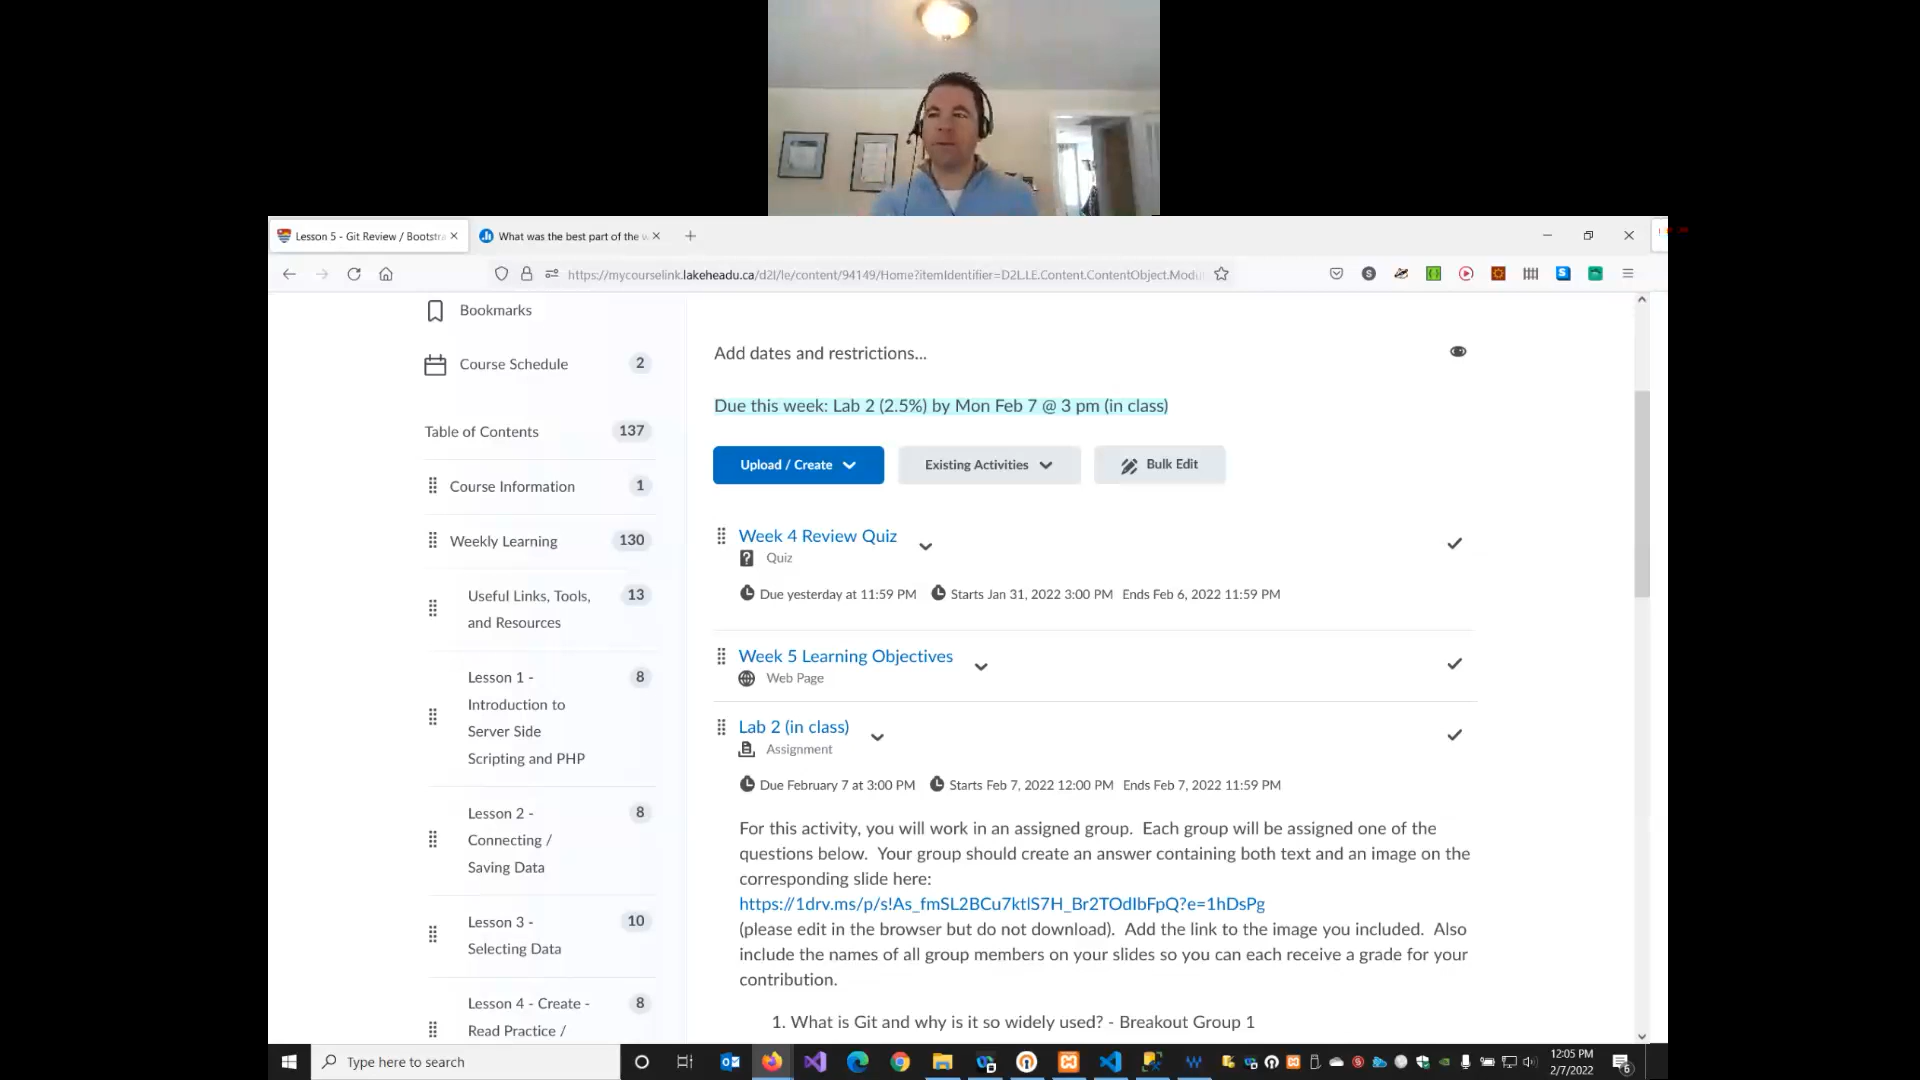 Lesson 5 - Git Review / Bootstra
What was the best part of the w
https://mycourselink.lakeheadu.ca/d2l/le/content/94149/Home?itemIdentifier=D2L.LE.Content.ContentObject.Modu
Bookmarks
Course Schedule 2
Table of Contents 137
Course Information 1
Weekly Learning 130
Useful Links, Tools, 13
and Resources
Lesson 1 - 8
Introduction to
Server Side
Scripting and PHP
Lesson 2 - 8
Connecting /
Saving Data
Lesson 3 - 10
Selecting Data
Lesson 4 - Create - 8
Read Practice /
Add dates and restrictions...
Due this week: Lab 2 (2.5%) by Mon Feb 7 @ 3 pm (in class)
Upload / Create
Existing Activities
Bulk Edit
Week 4 Review Quiz
Quiz
Due yesterday at 11:59 PM Starts Jan 31, 2022 3:00 PM Ends Feb 6, 2022 11:59 PM
Week 5 Learning Objectives
Web Page
Lab 2 (in class)
Assignment
Due February 7 at 3:00 PM Starts Feb 7, 2022 12:00 PM Ends Feb 7, 2022 11:59 PM
For this activity, you will work in an assigned group. Each group will be assigned one of the
questions below. Your group should create an answer containing both text and an image on the
corresponding slide here:
https://1drv.ms/p/s!As_fmSL2BCu7ktlS7H_Br2TOdIbFpQ?e=1hDsPg
(please edit in the browser but do not download). Add the link to the image you included. Also
include the names of all group members on your slides so you can each receive a grade for your
contribution.
1. What is Git and why is it so widely used? - Breakout Group 1
Type here to search
12:05 PM
2/7/2022
6